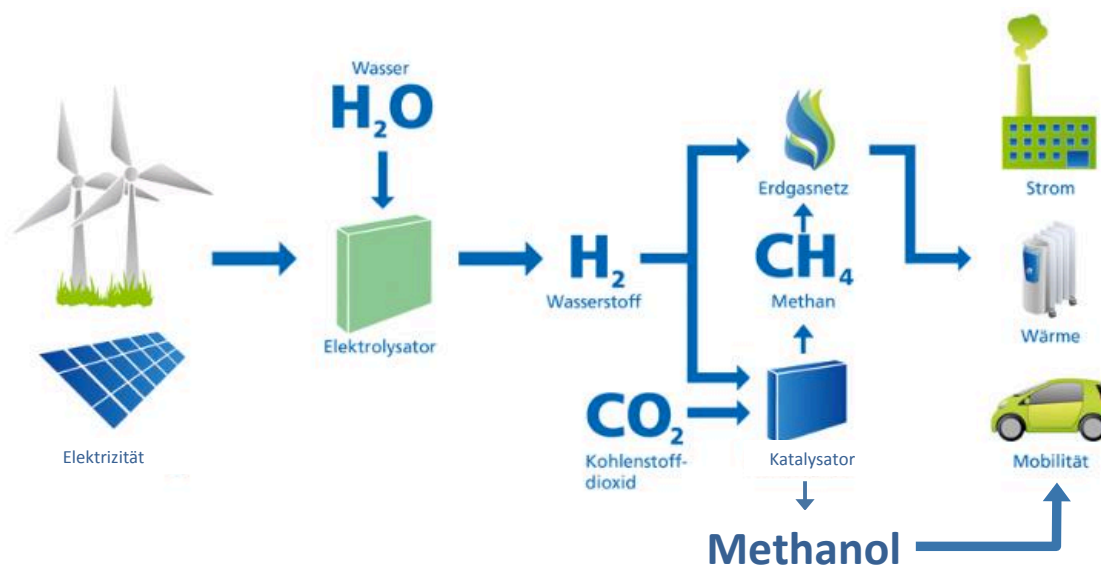 Wasser
H₂O
Elektrizität
Elektrolysator
H₂
Wasserstoff
CO₂
Kohlenstoff-
dioxid
Erdgasnetz
CH₄
Methan
Katalysator
Methanol
Strom
Wärme
Mobilität